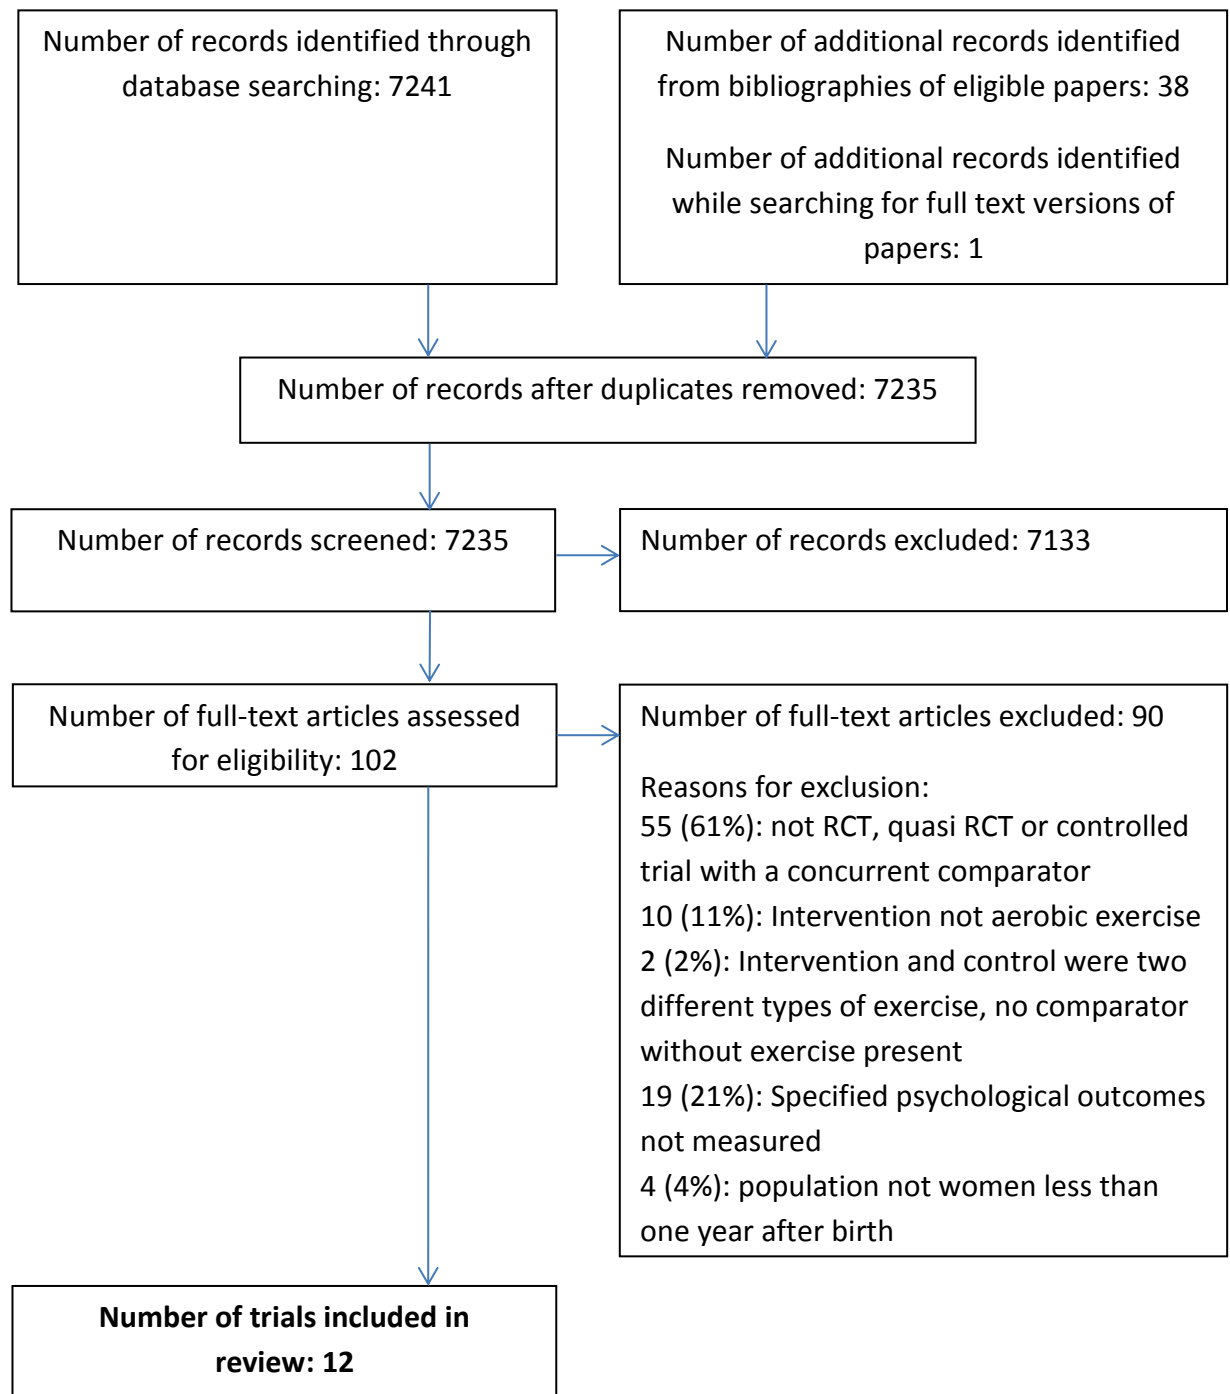 Number of records identified through
database searching: 7241
Number of additional records identified
from bibliographies of eligible papers: 38
Number of additional records identified
while searching for full text versions of
papers: 1
Number of records after duplicates removed: 7235
Number of records screened: 7235
Number of records excluded: 7133
Number of full-text articles assessed
for eligibility: 102
Number of full-text articles excluded: 90
Reasons for exclusion:
55 (61%): not RCT, quasi RCT or controlled
trial with a concurrent comparator
10 (11%): Intervention not aerobic exercise
2 (2%): Intervention and control were two
different types of exercise, no comparator
without exercise present
19 (21%): Specified psychological outcomes
not measured
4 (4%): population not women less than
one year after birth
Number of trials included in
review: 12